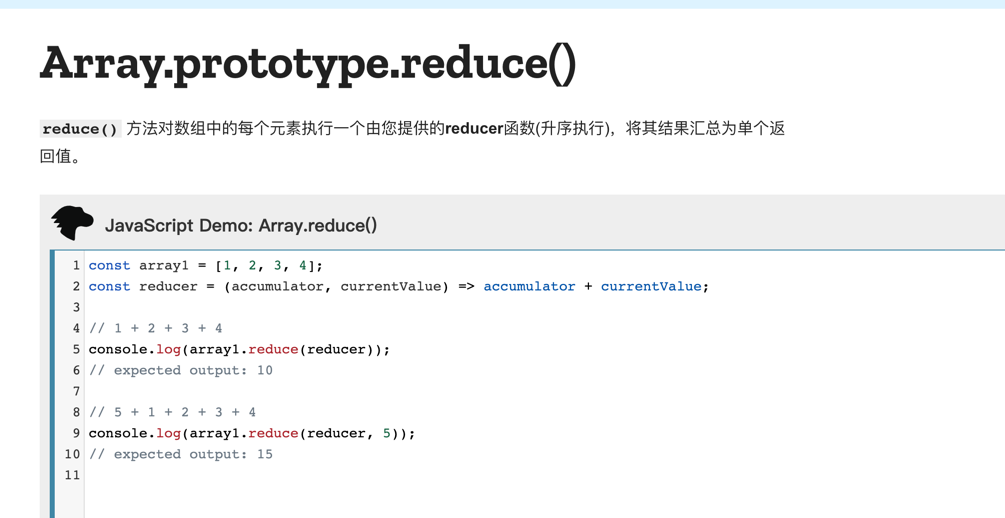 Array.prototype.reduce()
reduce() 方法对数组中的每个元素执行一个由您提供的reducer函数(升序执行)，将其结果汇总为单个返
回值。
JavaScript Demo: Array.reduce()
1 const array1 = [1, 2, 3, 4];
2 const reducer = (accumulator, currentValue) => accumulator + currentValue;
3
4 // 1 + 2 + 3 + 4
5 console.log(array1.reduce(reducer));
6 // expected output: 10
7
8 // 5 + 1 + 2 + 3 + 4
9 console.log(array1.reduce(reducer, 5));
10 // expected output: 15
11